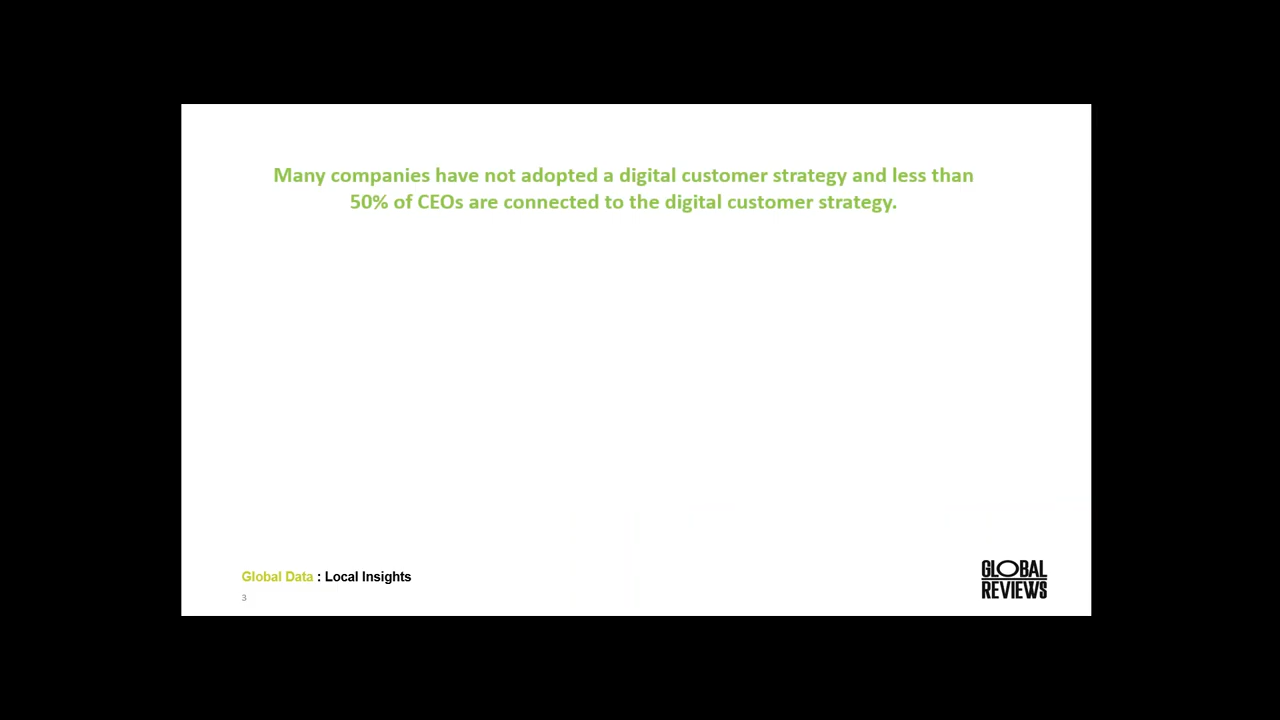 Many companies have not adopted a digital customer strategy and less than
50% of CEOs are connected to the digital customer strategy.
Global Data : Local Insights
3
GLOBAL
REVIEWS